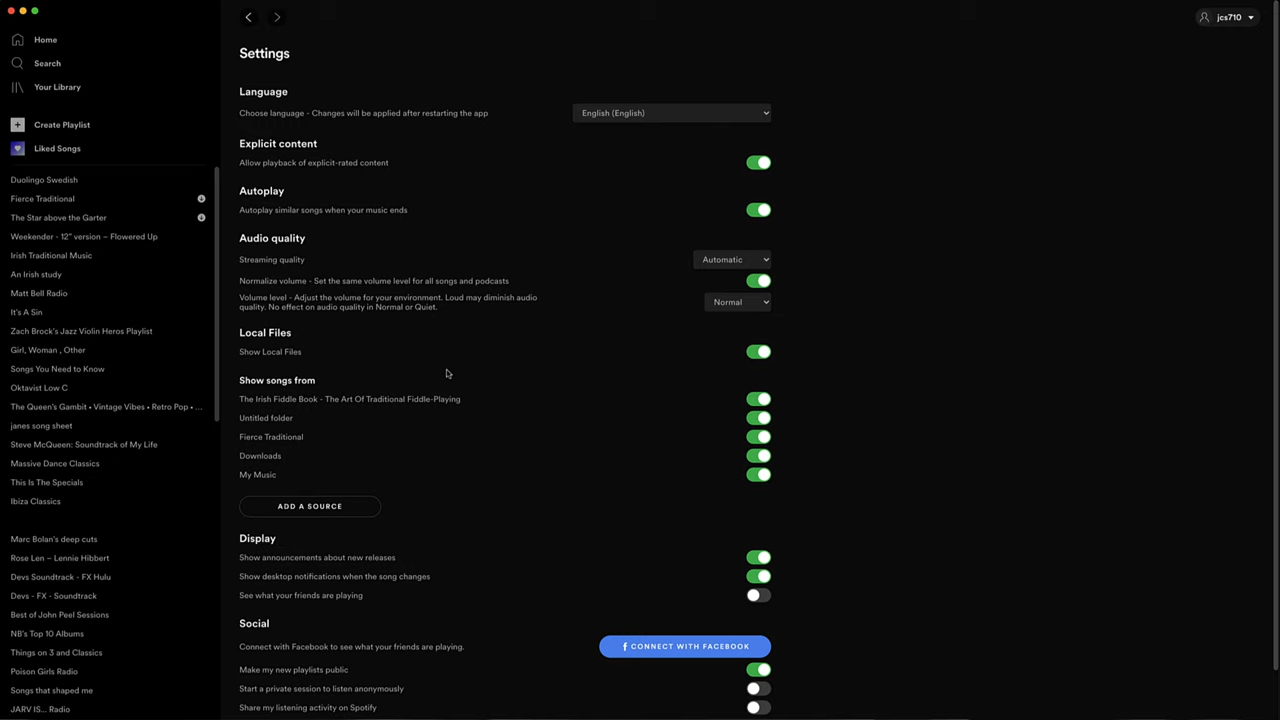 jcs710
Home
Search
Your Library
Create Playlist
Liked Songs
Duolingo Swedish
Fierce Traditional
The Star above the Garter
Weekender - 12" version – Flowered Up
Irish Traditional Music
An Irish study
Matt Bell Radio
It's A Sin
Zach Brock's Jazz Violin Heros Playlist
Girl, Woman , Other
Songs You Need to Know
Oktavist Low C
The Queen's Gambit • Vintage Vibes • Retro Pop • ...
janes song sheet
Steve McQueen: Soundtrack of My Life
Massive Dance Classics
This Is The Specials
Ibiza Classics
Marc Bolan's deep cuts
Rose Len – Lennie Hibbert
Devs Soundtrack - FX Hulu
Devs - FX - Soundtrack
Best of John Peel Sessions
NB's Top 10 Albums
Things on 3 and Classics
Poison Girls Radio
Songs that shaped me
JARV IS... Radio
Settings
Language
Choose language - Changes will be applied after restarting the app
English (English)
Explicit content
Allow playback of explicit-rated content
Autoplay
Autoplay similar songs when your music ends
Audio quality
Streaming quality
Automatic
Normalize volume - Set the same volume level for all songs and podcasts
Volume level - Adjust the volume for your environment. Loud may diminish audio
quality. No effect on audio quality in Normal or Quiet.
Normal
Local Files
Show Local Files
Show songs from
The Irish Fiddle Book - The Art Of Traditional Fiddle-Playing
Untitled folder
Fierce Traditional
Downloads
My Music
ADD A SOURCE
Display
Show announcements about new releases
Show desktop notifications when the song changes
See what your friends are playing
Social
Connect with Facebook to see what your friends are playing.
CONNECT WITH FACEBOOK
Make my new playlists public
Start a private session to listen anonymously
Share my listening activity on Spotify